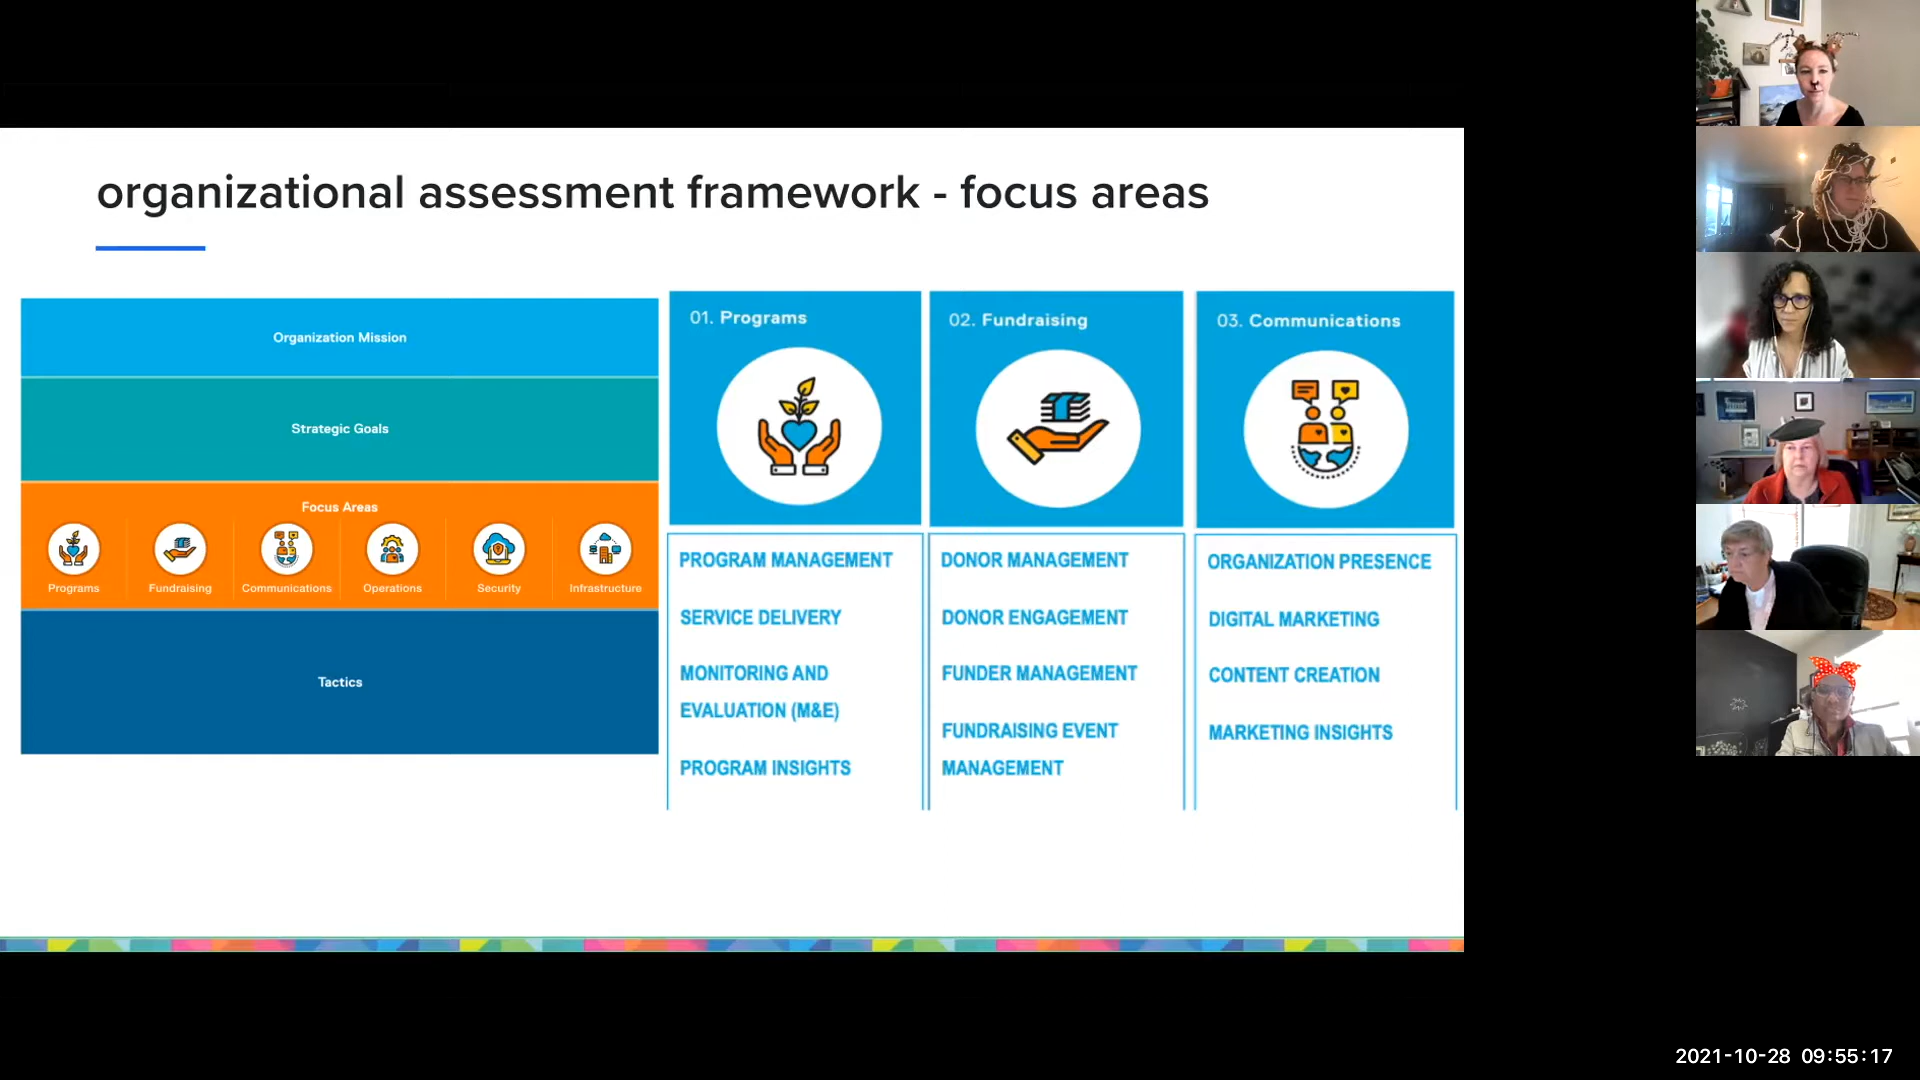 organizational assessment framework - focus areas
Organization Mission
Strategic Goals
Focus Areas
Programs
Fundraising
Communications
Operations
Security
Infrastructure
Tactics
01. Programs
PROGRAM MANAGEMENT
SERVICE DELIVERY
MONITORING AND
EVALUATION (M&E)
PROGRAM INSIGHTS
02. Fundraising
DONOR MANAGEMENT
DONOR ENGAGEMENT
FUNDER MANAGEMENT
FUNDRAISING EVENT
MANAGEMENT
03. Communications
ORGANIZATION PRESENCE
DIGITAL MARKETING
CONTENT CREATION
MARKETING INSIGHTS
2021-10-28 09:55:17